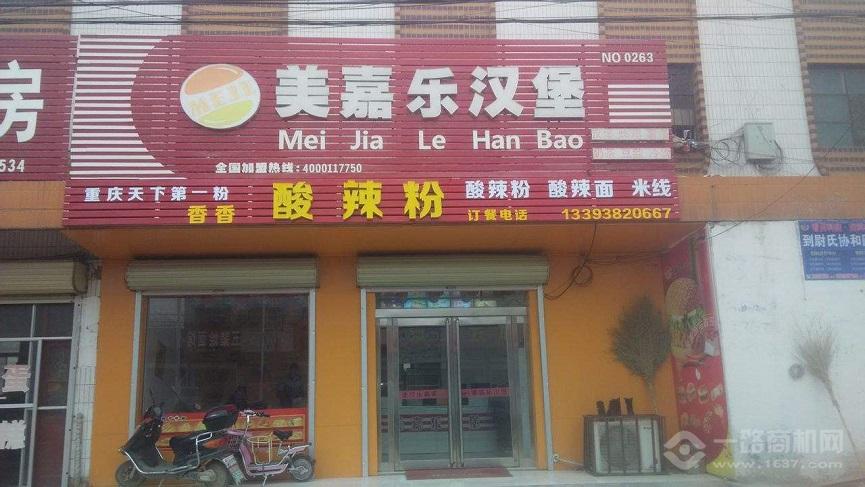 房
534
NO 0263
美嘉乐汉堡
Mei Jia Le Han Bao
全国加盟热线:4000117750
重庆天下第一粉
香香
酸辣粉
酸辣粉 酸辣面 米线
订餐电话 13393820667
到尉氏协和
一路商机网
www.1637.com